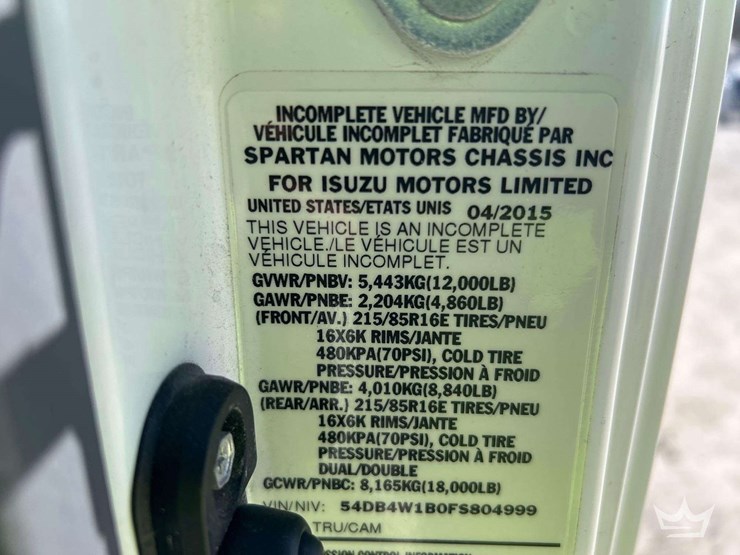 INCOMPLETE VEHICLE MFD BY/
VÉHICULE INCOMPLET FABRIQUÉ PAR
SPARTAN MOTORS CHASSIS INC
FOR ISUZU MOTORS LIMITED
UNITED STATES/ETATS UNIS 04/2015
THIS VEHICLE IS AN INCOMPLETE
VEHICLE./LE VÉHICULE EST UN
VÉHICULE INCOMPLET.
GVWR/PNBV: 5,443KG(12,000LB)
GAWR/PNBE: 2,204KG(4,860LB)
(FRONT/AV.) 215/85R16E TIRES/PNEU
16X6K RIMS/JANTE
480KPA(70PSI), COLD TIRE
PRESSURE/PRESSION À FROID
GAWR/PNBE: 4,010KG(8,840LB)
(REAR/ARR.) 215/85R16E TIRES/PNEU
16X6K RIMS/JANTE
480KPA(70PSI), COLD TIRE
PRESSURE/PRESSION À FROID
DUAL/DOUBLE
GCWR/PNBC: 8,165KG(18,000LB)
VIN/NIV: 54DB4W1B0FS804999
TRU/CAM